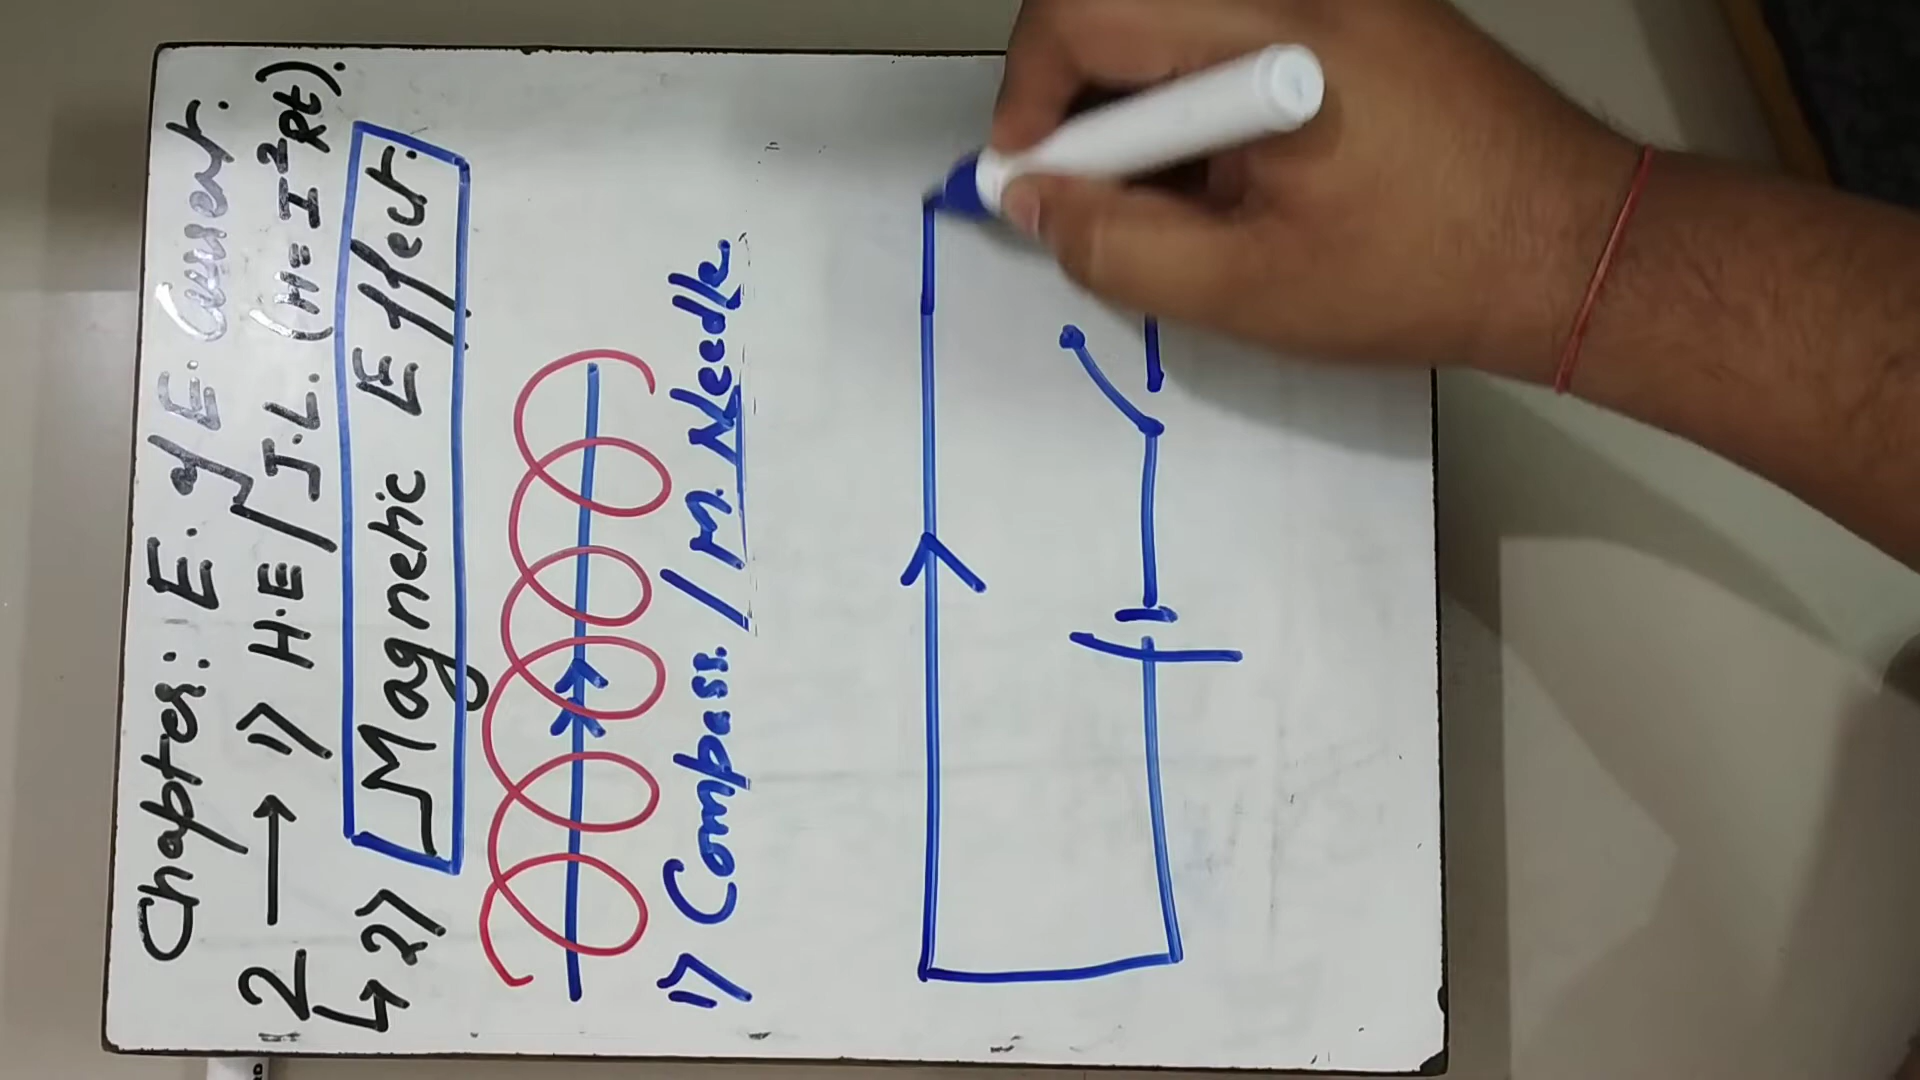 Chapter: E. of E. Current.
2 → 1) H.E / J.L. (H = I²Rt).
↳ 2) Magnetic Effect.
1) Compass. / M. Needle